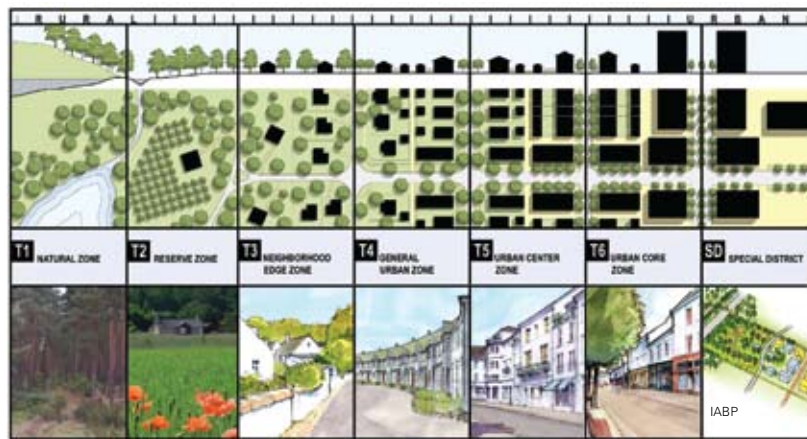 RURAL URBAN
T1 NATURAL ZONE
T2 RESERVE ZONE
T3 NEIGHBORHOOD
EDGE ZONE
T4 GENERAL
URBAN ZONE
T5 URBAN CENTER
ZONE
T6 URBAN CORE
ZONE
SD SPECIAL DISTRICT
IABP